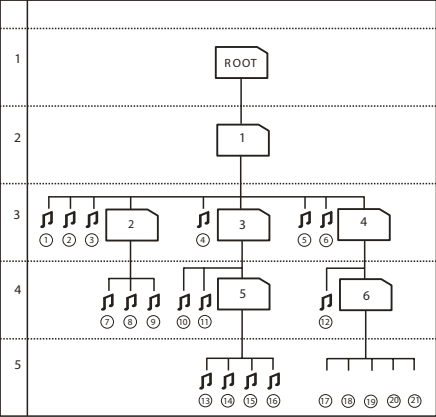 1 ROOT
2 1
3 2 3 4
① ② ③ ④ ⑤ ⑥
4 5 6
⑦ ⑧ ⑨ ⑩ ⑪ ⑫
5
⑬ ⑭ ⑮ ⑯ ⑰ ⑱ ⑲ ⑳ ㉑